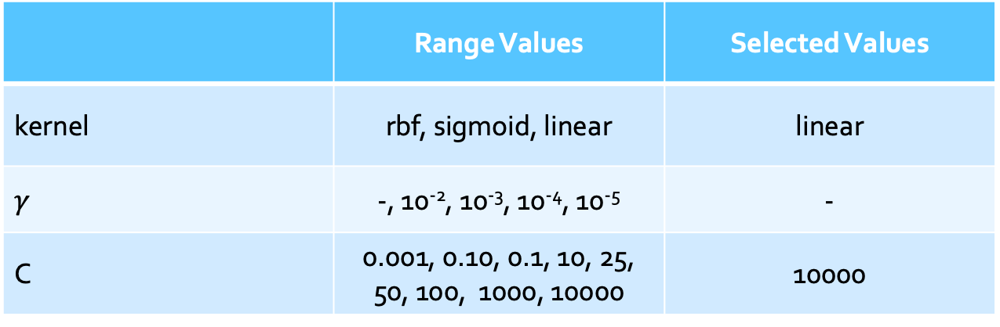 Range Values Selected Values
kernel rbf, sigmoid, linear linear
γ -, 10⁻², 10⁻³, 10⁻⁴, 10⁻⁵ -
C 0.001, 0.10, 0.1, 10, 25,
50, 100, 1000, 10000 10000